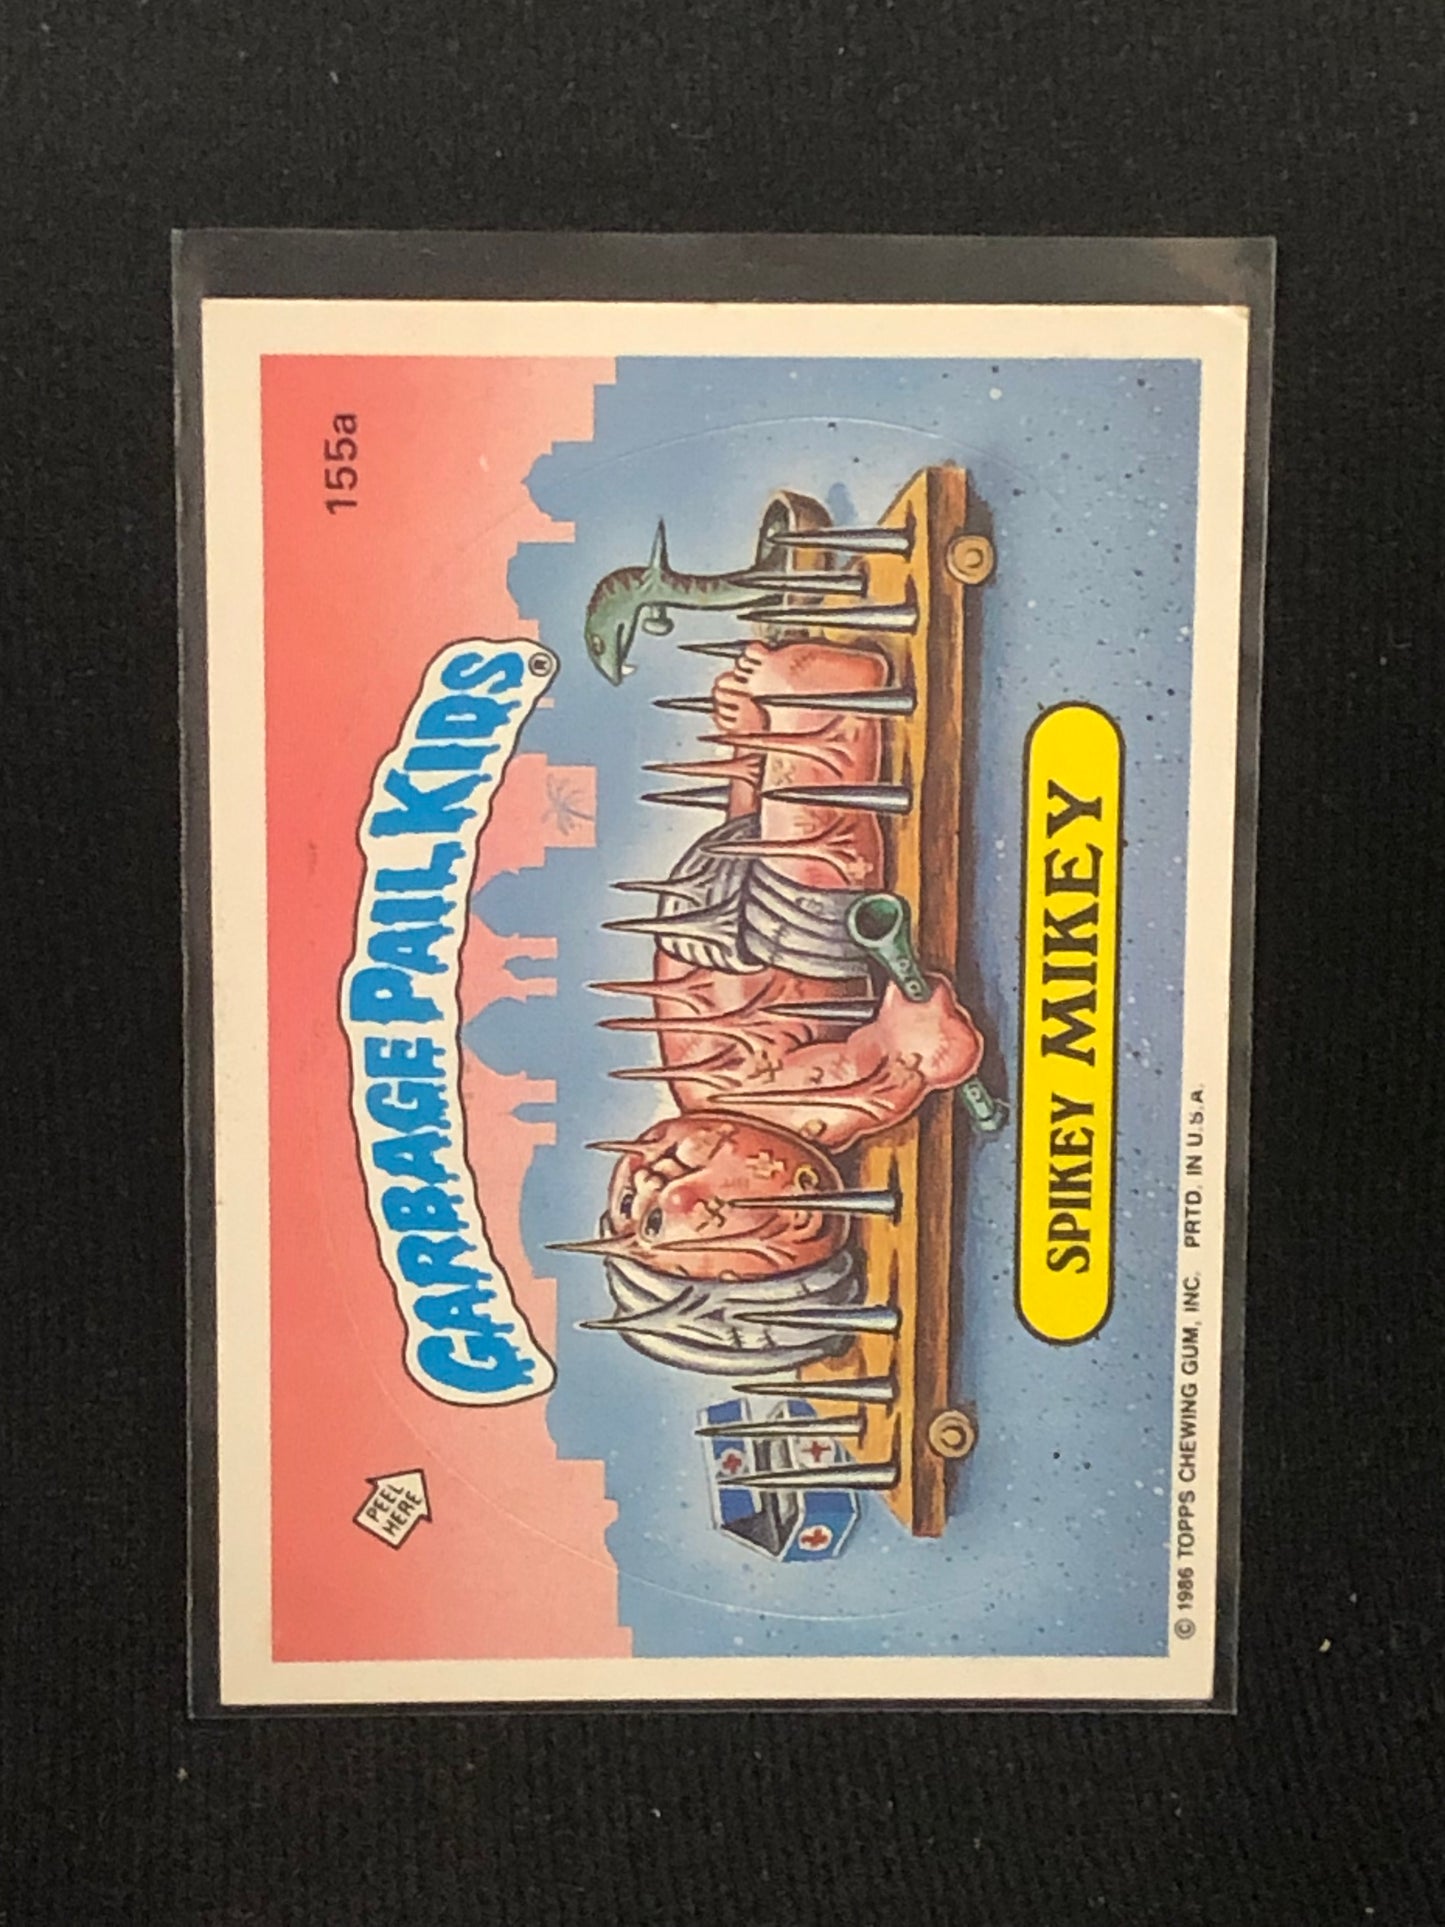 155a
GARBAGE PAIL KIDS®
PEEL
HERE
SPIKEY MIKEY
© 1986 TOPPS CHEWING GUM, INC. PRTD. IN U.S.A.